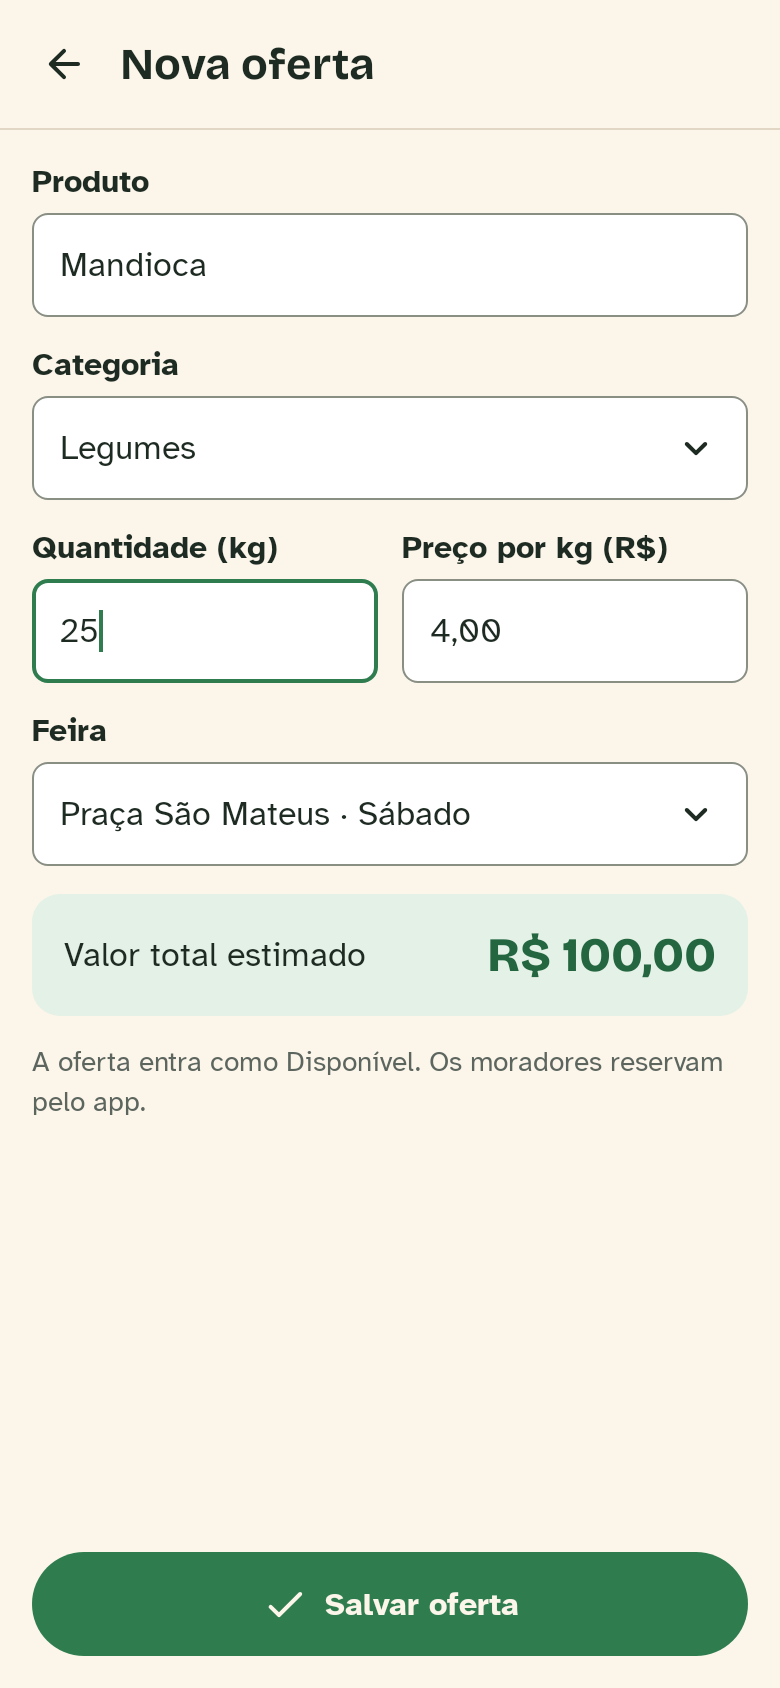 Nova oferta
Produto
Mandioca
Categoria
Legumes
Quantidade (kg)
Preço por kg (R$)
25
4,00
Feira
Praça São Mateus · Sábado
Valor total estimado
R$ 100,00
A oferta entra como Disponível. Os moradores reservam
pelo app.
Salvar oferta